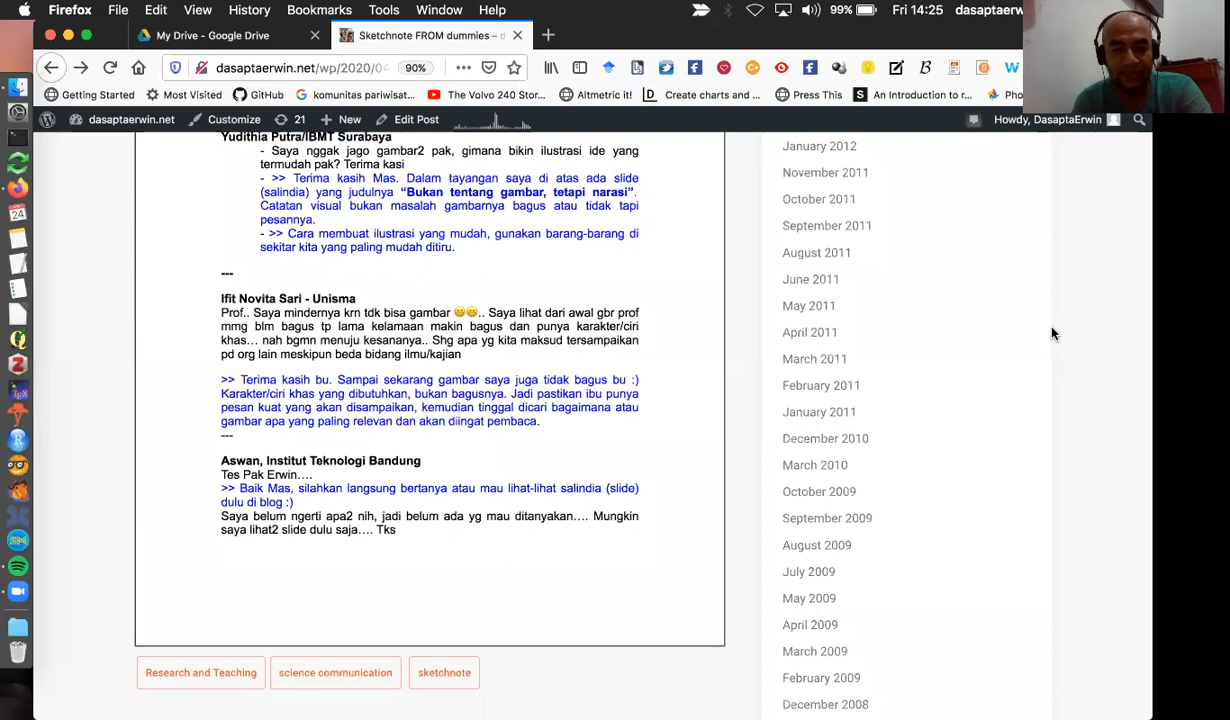 Firefox File Edit View History Bookmarks Tools Window Help 99% Fri 14:25 dasaptaerw
My Drive - Google Drive Sketchnote FROM dummies – d
dasaptaerwin.net/wp/2020/04 90%
Getting Started Most Visited GitHub komunitas pariwisat... The Volvo 240 Stor... Altmetric it! Create charts and ... Press This An Introduction to r... Pho
dasaptaerwin.net Customize 21 New Edit Post Howdy, DasaptaErwin
Yudithia Putra/IBMT Surabaya
- Saya nggak jago gambar2 pak, gimana bikin ilustrasi ide yang
termudah pak? Terima kasi
- >> Terima kasih Mas. Dalam tayangan saya di atas ada slide
(salindia) yang judulnya “Bukan tentang gambar, tetapi narasi”.
Catatan visual bukan masalah gambarnya bagus atau tidak tapi
pesannya.
- >> Cara membuat ilustrasi yang mudah, gunakan barang-barang di
sekitar kita yang paling mudah ditiru.
---
Ifit Novita Sari - Unisma
Prof.. Saya mindernya krn tdk bisa gambar 😁😁.. Saya lihat dari awal gbr prof
mmg blm bagus tp lama kelamaan makin bagus dan punya karakter/ciri
khas… nah bgmn menuju kesananya.. Shg apa yg kita maksud tersampaikan
pd org lain meskipun beda bidang ilmu/kajian
>> Terima kasih bu. Sampai sekarang gambar saya juga tidak bagus bu :)
Karakter/ciri khas yang dibutuhkan, bukan bagusnya. Jadi pastikan ibu punya
pesan kuat yang akan disampaikan, kemudian tinggal dicari bagaimana atau
gambar apa yang paling relevan dan akan diingat pembaca.
---
Aswan, Institut Teknologi Bandung
Tes Pak Erwin….
>> Baik Mas, silahkan langsung bertanya atau mau lihat-lihat salindia (slide)
dulu di blog :)
Saya belum ngerti apa2 nih, jadi belum ada yg mau ditanyakan…. Mungkin
saya lihat2 slide dulu saja…. Tks
Research and Teaching science communication sketchnote
January 2012
November 2011
October 2011
September 2011
August 2011
June 2011
May 2011
April 2011
March 2011
February 2011
January 2011
December 2010
March 2010
October 2009
September 2009
August 2009
July 2009
May 2009
April 2009
March 2009
February 2009
December 2008